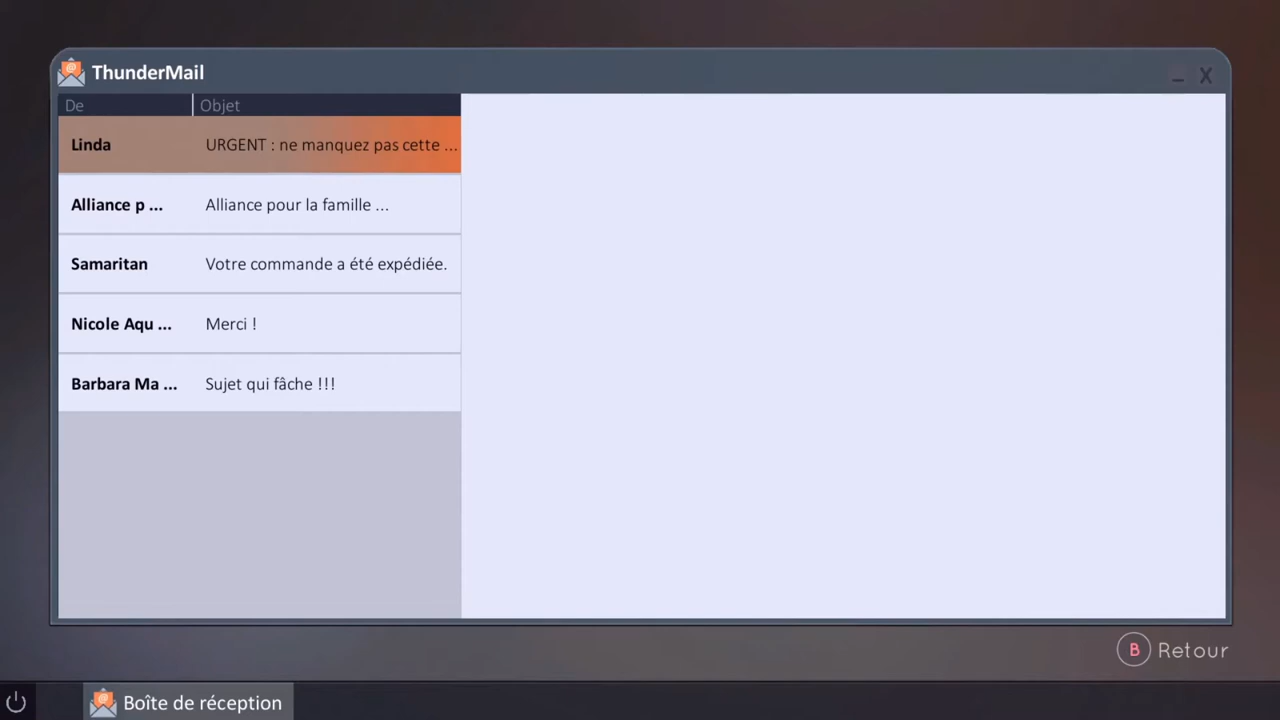 ThunderMail
De Objet
Linda URGENT : ne manquez pas cette ...
Alliance p ... Alliance pour la famille ...
Samaritan Votre commande a été expédiée.
Nicole Aqu ... Merci !
Barbara Ma ... Sujet qui fâche !!!
B Retour
Boîte de réception